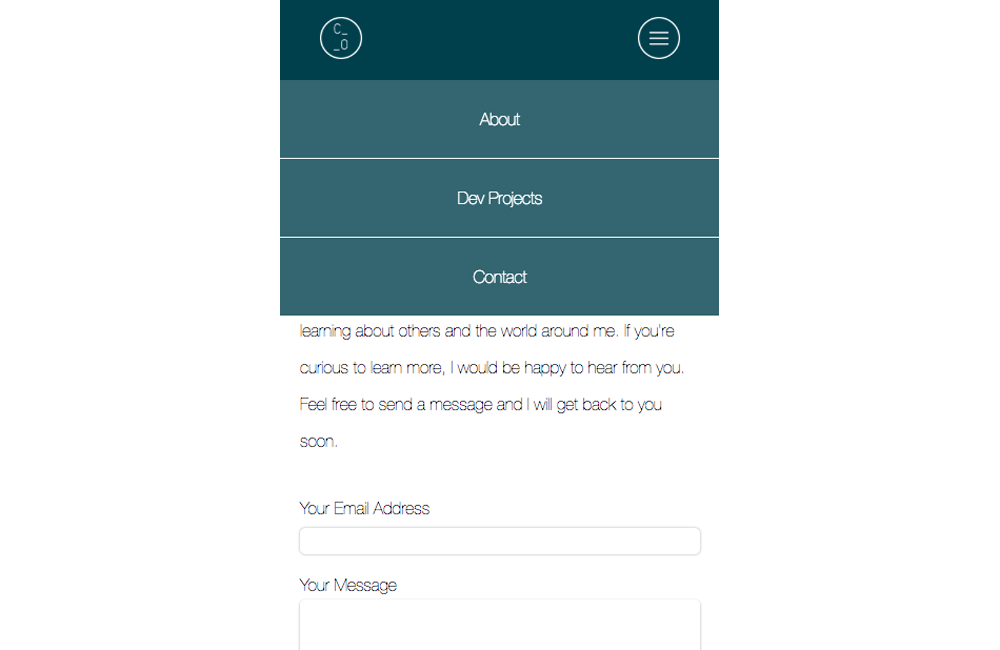 C_
_O
About
Dev Projects
Contact
learning about others and the world around me. If you're
curious to learn more, I would be happy to hear from you.
Feel free to send a message and I will get back to you
soon.
Your Email Address
Your Message